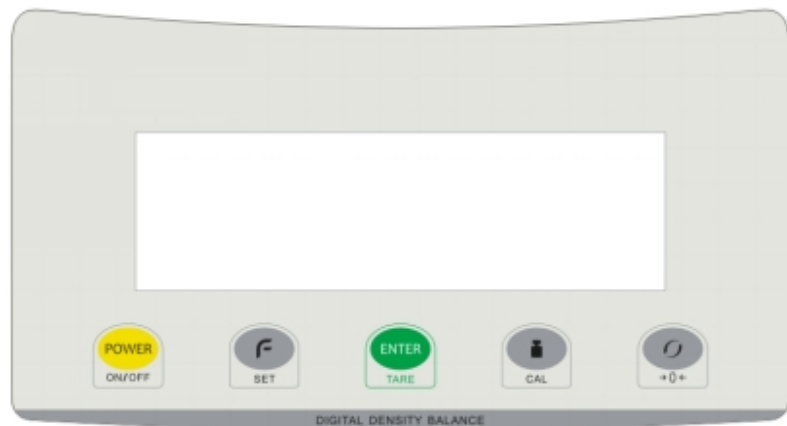 POWER
ON/OFF
F
SET
ENTER
TARE
CAL
→0←
DIGITAL DENSITY BALANCE